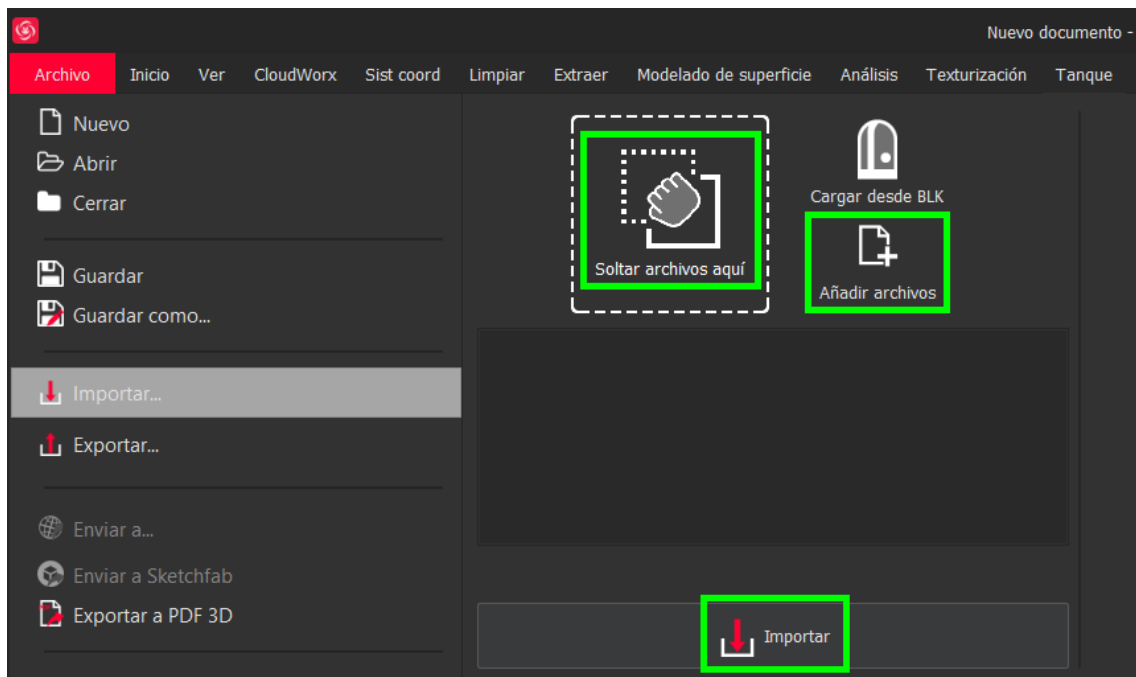 Nuevo documento -
Archivo Inicio Ver CloudWorx Sist coord Limpiar Extraer Modelado de superficie Análisis Texturización Tanque
Nuevo
Abrir
Cerrar
Guardar
Guardar como...
Importar...
Exportar...
Enviar a...
Enviar a Sketchfab
Exportar a PDF 3D
Soltar archivos aquí
Cargar desde BLK
Añadir archivos
Importar